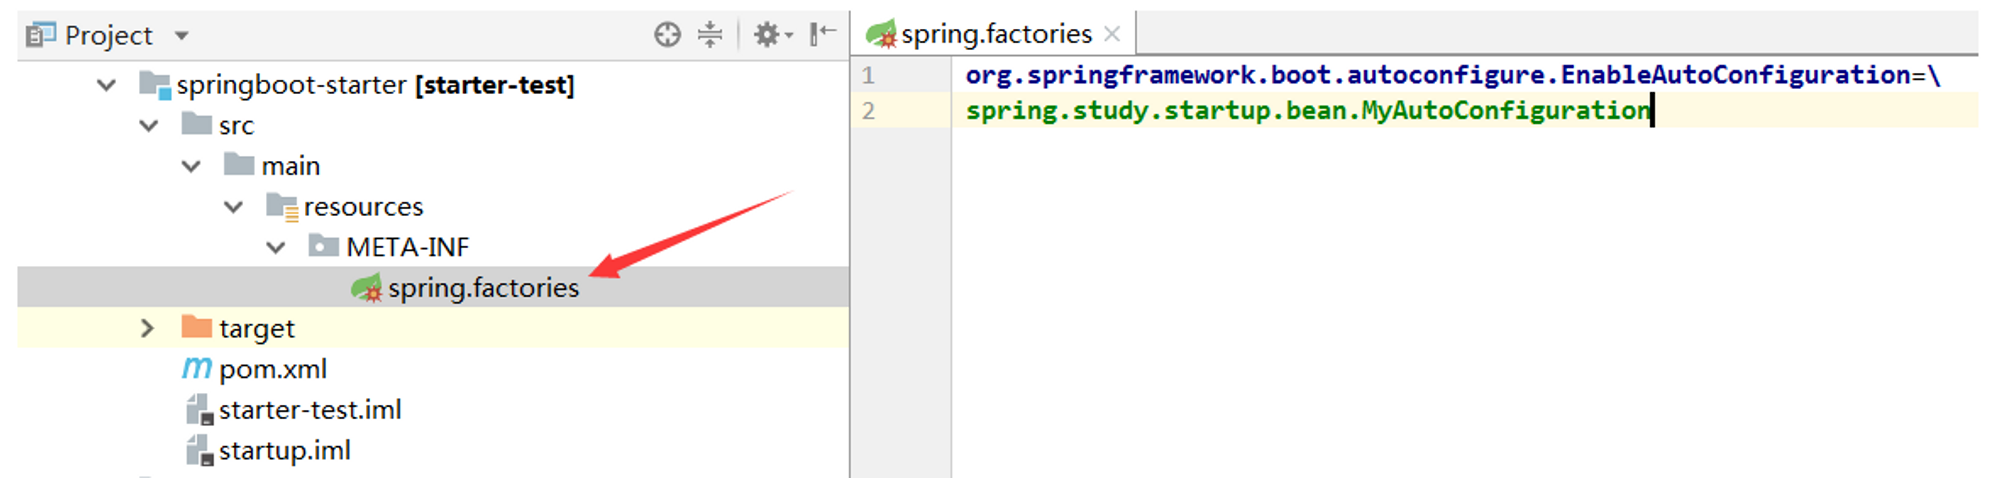 Project
springboot-starter [starter-test]
src
main
resources
META-INF
spring.factories
target
pom.xml
starter-test.iml
startup.iml
spring.factories
1 org.springframework.boot.autoconfigure.EnableAutoConfiguration=\
2 spring.study.startup.bean.MyAutoConfiguration